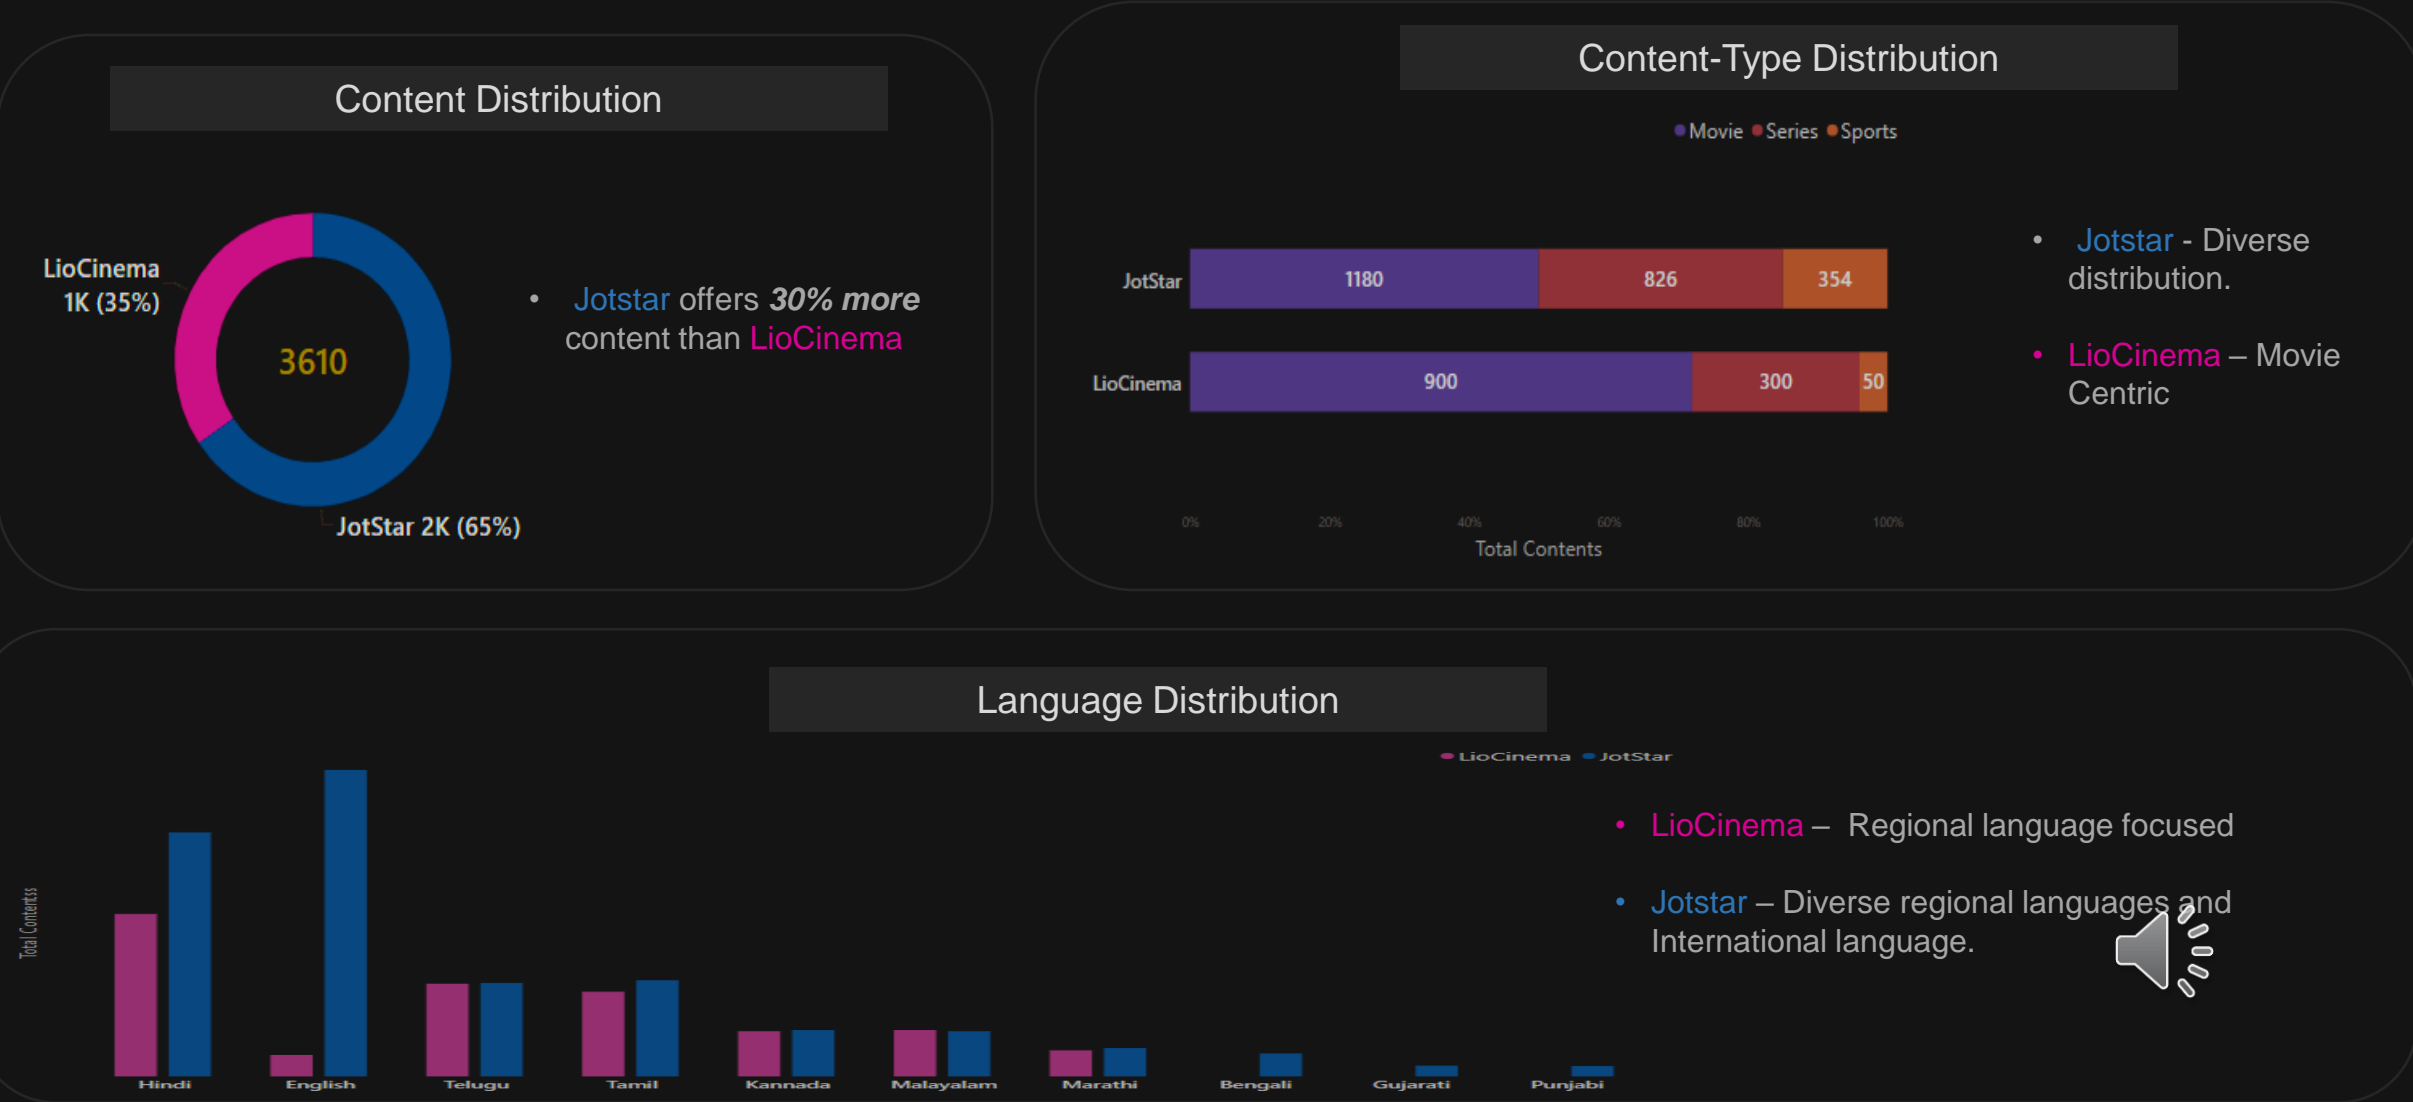 Content Distribution
LioCinema
1K (35%)
3610
JotStar 2K (65%)
• Jotstar offers 30% more
content than LioCinema
Content-Type Distribution
Movie Series Sports
JotStar 1180 826 354
LioCinema 900 300 50
0% 20% 40% 60% 80% 100%
Total Contents
• Jotstar - Diverse
distribution.
• LioCinema – Movie
Centric
Language Distribution
LioCinema JotStar
Total Contentss
Hindi English Telugu Tamil Kannada Malayalam Marathi Bengali Gujarati Punjabi
• LioCinema – Regional language focused
• Jotstar – Diverse regional languages and
International language.